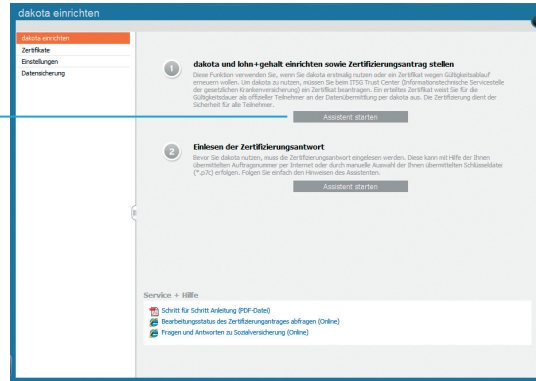 dakota einrichten
dakota einrichten
Zertifikate
Einstellungen
Datensicherung
1
dakota und lohn+gehalt einrichten sowie Zertifizierungsantrag stellen
Diese Funktion verwenden Sie, wenn Sie dakota erstmalig nutzen oder ein Zertifikat wegen Gültigkeitsablauf
erneuern wollen. Um dakota zu nutzen, müssen Sie beim ITSG Trust Center (Informationstechnische Servicestelle
der gesetzlichen Krankenversicherung) ein Zertifikat beantragen. Ein erteiltes Zertifikat weist Sie für die
Gültigkeitsdauer als offizieller Teilnehmer an der Datenübermittlung per dakota aus. Die Zertifizierung dient der
Sicherheit für alle Teilnehmer.
Assistent starten
2
Einlesen der Zertifizierungsantwort
Bevor Sie dakota nutzen, muss die Zertifizierungsantwort eingelesen werden. Diese kann mit Hilfe der Ihnen
übermittelten Auftragsnummer per Internet oder durch manuelle Auswahl der Ihnen übermittelten Schlüsseldatei
(*.p7c) erfolgen. Folgen Sie einfach den Hinweisen des Assistenten.
Assistent starten
Service + Hilfe
Schritt für Schritt Anleitung (PDF-Datei)
Bearbeitungsstatus des Zertifizierungantrages abfragen (Online)
Fragen und Antworten zu Sozialversicherung (Online)